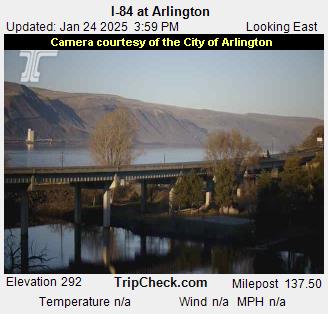 I-84 at Arlington
Updated: Jan 24 2025 3:59 PM Looking East
Camera courtesy of the City of Arlington
Elevation 292 TripCheck.com Milepost 137.50
Temperature n/a Wind n/a MPH n/a